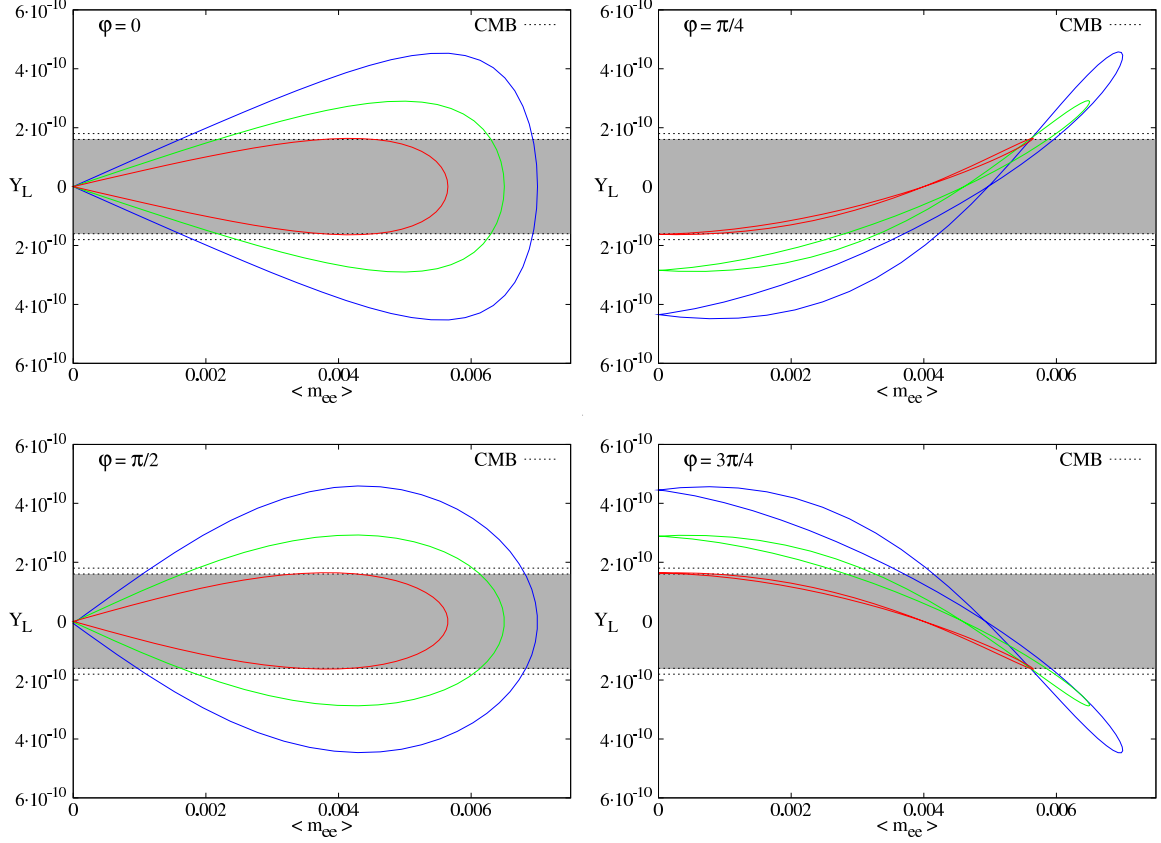 6·10⁻¹⁰
φ = 0
CMB
4·10⁻¹⁰
2·10⁻¹⁰
Y_L
0
2·10⁻¹⁰
4·10⁻¹⁰
6·10⁻¹⁰
0 0.002 0.004 0.006
< m_ee >
6·10⁻¹⁰
φ = π/4
CMB
4·10⁻¹⁰
2·10⁻¹⁰
Y_L
0
2·10⁻¹⁰
4·10⁻¹⁰
6·10⁻¹⁰
0 0.002 0.004 0.006
< m_ee >
6·10⁻¹⁰
φ = π/2
CMB
4·10⁻¹⁰
2·10⁻¹⁰
Y_L
0
2·10⁻¹⁰
4·10⁻¹⁰
6·10⁻¹⁰
0 0.002 0.004 0.006
< m_ee >
6·10⁻¹⁰
φ = 3π/4
CMB
4·10⁻¹⁰
2·10⁻¹⁰
Y_L
0
2·10⁻¹⁰
4·10⁻¹⁰
6·10⁻¹⁰
0 0.002 0.004 0.006
< m_ee >